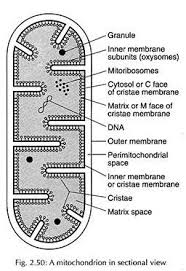 Granule
Inner membrane
subunits (oxysomes)
Mitoribosomes
Cytosol or C face
of cristae membrane
Matrix or M face of
cristae membrane
DNA
Outer membrane
Perimitochondrial
space
Inner membrane
or cristae membrane
Cristae
Matrix space
Fig. 2.50: A mitochondrion in sectional view